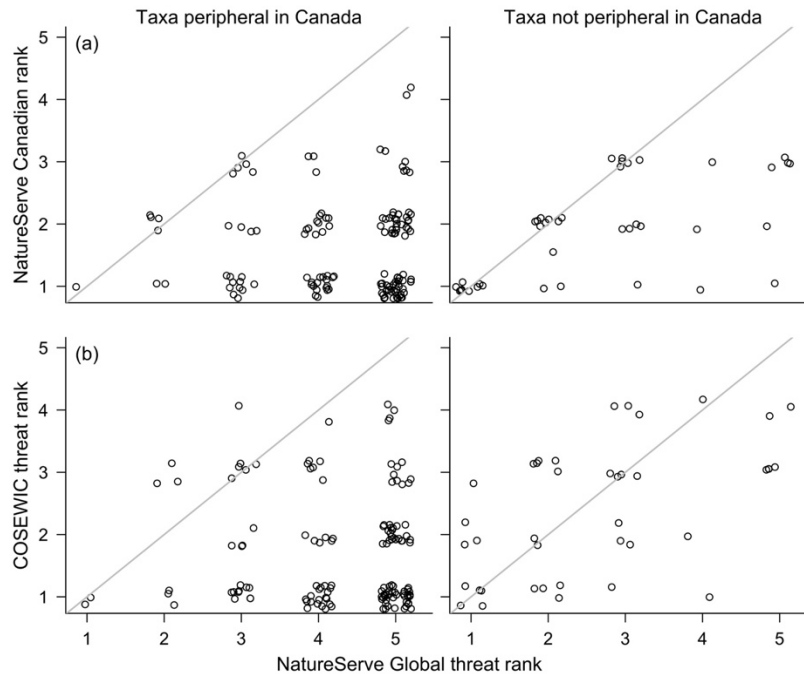 Taxa peripheral in Canada
Taxa not peripheral in Canada
(a)
NatureServe Canadian rank
5
4
3
2
1
(b)
COSEWIC threat rank
5
4
3
2
1
1 2 3 4 5
1 2 3 4 5
NatureServe Global threat rank